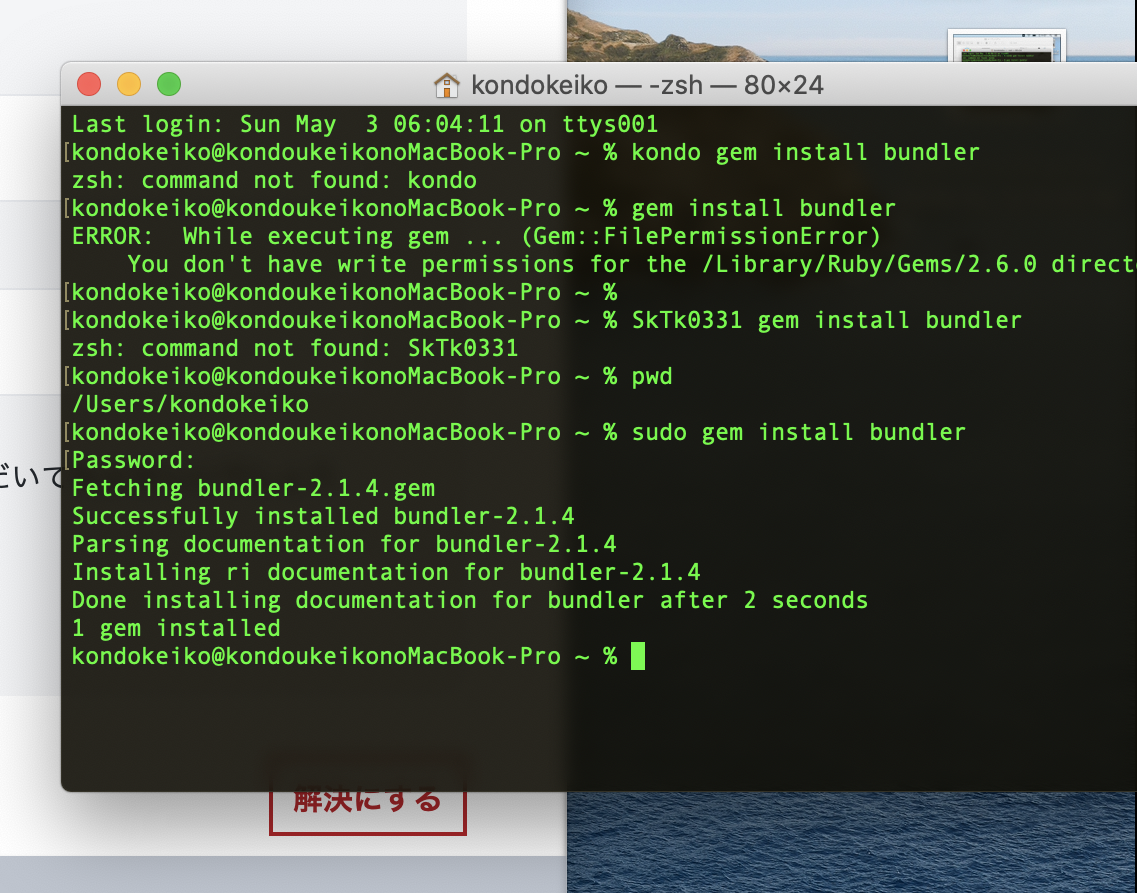 kondokeiko — -zsh — 80×24
Last login: Sun May  3 06:04:11 on ttys001
[kondokeiko@kondoukeikonoMacBook-Pro ~ % kondo gem install bundler
zsh: command not found: kondo
[kondokeiko@kondoukeikonoMacBook-Pro ~ % gem install bundler
ERROR:  While executing gem ... (Gem::FilePermissionError)
    You don't have write permissions for the /Library/Ruby/Gems/2.6.0
[kondokeiko@kondoukeikonoMacBook-Pro ~ %
[kondokeiko@kondoukeikonoMacBook-Pro ~ % SkTk0331 gem install bundler
zsh: command not found: SkTk0331
[kondokeiko@kondoukeikonoMacBook-Pro ~ % pwd
/Users/kondokeiko
[kondokeiko@kondoukeikonoMacBook-Pro ~ % sudo gem install bundler
[Password:
Fetching bundler-2.1.4.gem
Successfully installed bundler-2.1.4
Parsing documentation for bundler-2.1.4
Installing ri documentation for bundler-2.1.4
Done installing documentation for bundler after 2 seconds
1 gem installed
kondokeiko@kondoukeikonoMacBook-Pro ~ %
解決にする